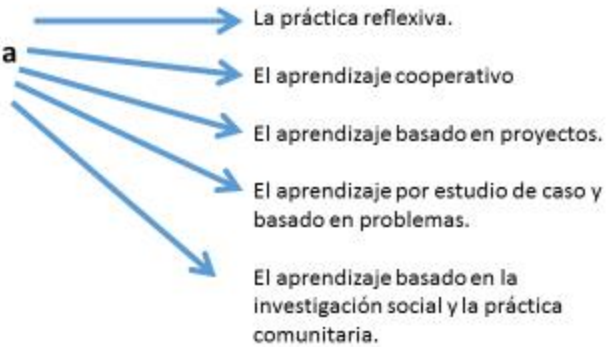 La práctica reflexiva.
a
El aprendizaje cooperativo
El aprendizaje basado en proyectos.
El aprendizaje por estudio de caso y
basado en problemas.
El aprendizaje basado en la
investigación social y la práctica
comunitaria.